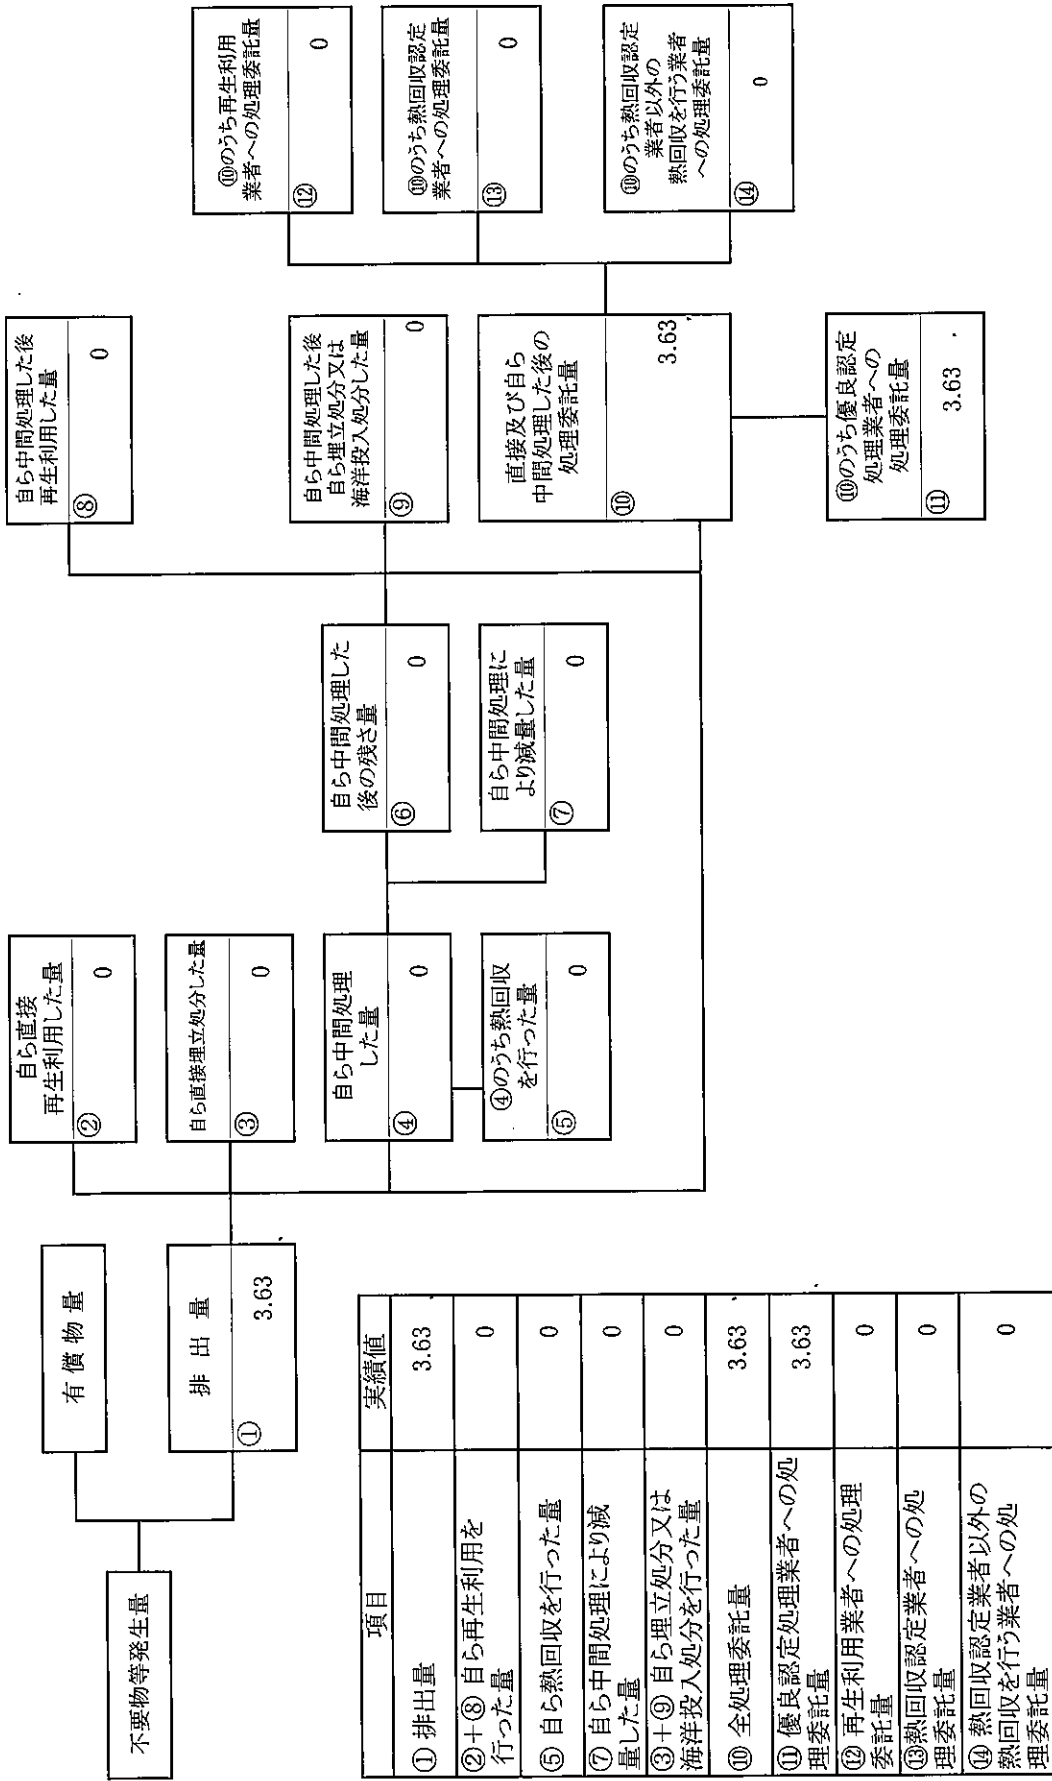 不要物等発生量
有償物量
排出量
①
3.63
自ら直接
再生利用した量
②
0
自ら直接埋立処分した量
③
0
自ら中間処理
した量
④
0
④のうち熱回収
を行った量
⑤
0
自ら中間処理した
後の残さ量
⑥
0
自ら中間処理に
より減量した量
⑦
0
自ら中間処理した後
再生利用した量
⑧
0
自ら中間処理した後
自ら埋立処分又は
海洋投入処分した量
⑨
0
直接及び自ら
中間処理した後の
処理委託量
⑩
3.63
⑩のうち優良認定
処理業者への
処理委託量
⑪
3.63
⑩のうち再生利用
業者への処理委託量
⑫
0
⑩のうち熱回収認定
業者への処理委託量
⑬
0
⑩のうち熱回収認定
業者以外の
熱回収を行う業者
への処理委託量
⑭
0
項目 実績値
① 排出量 3.63
②+⑧ 自ら再生利用を
行った量 0
⑤ 自ら熱回収を行った量 0
⑦ 自ら中間処理により減
量した量 0
③+⑨ 自ら埋立処分又は
海洋投入処分を行った量 0
⑩ 全処理委託量 3.63
⑪ 優良認定処理業者への処
理委託量 3.63
⑫ 再生利用業者への処理
委託量 0
⑬熱回収認定業者への処
理委託量 0
⑭ 熱回収認定業者以外の
熱回収を行う業者への処
理委託量 0